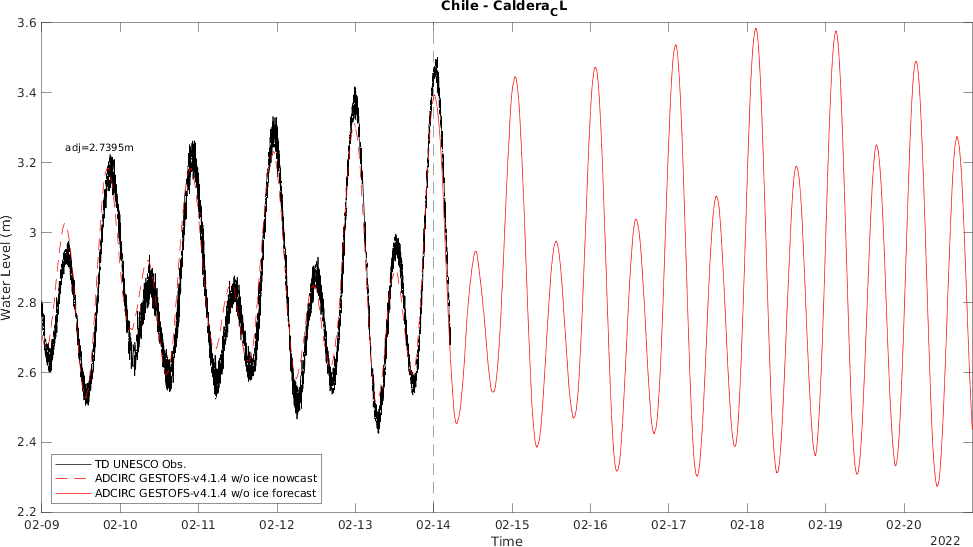 Chile - Caldera_CL
3.6
3.4
adj=2.7395m
3.2
3
Water Level (m)
2.8
2.6
2.4
TD UNESCO Obs.
ADCIRC GESTOFS-v4.1.4 w/o ice nowcast
ADCIRC GESTOFS-v4.1.4 w/o ice forecast
2.2
02-09 02-10 02-11 02-12 02-13 02-14 02-15 02-16 02-17 02-18 02-19 02-20
Time
2022